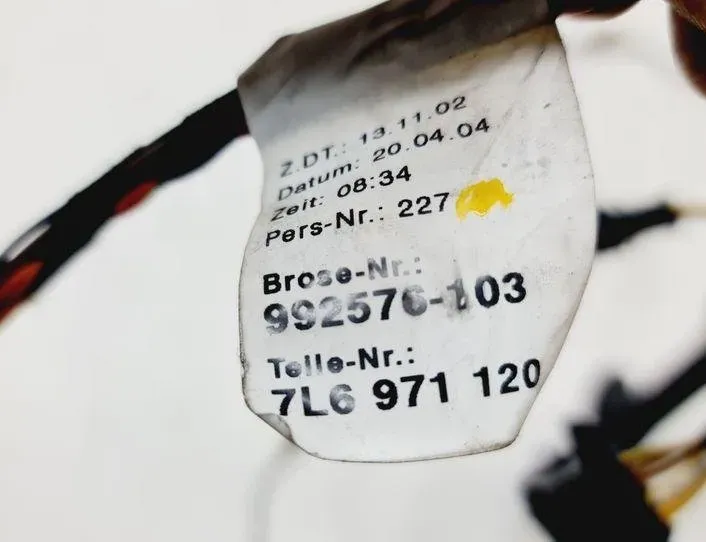 Z.DT.: 13.11.02
Datum: 20.04.04
Zeit: 08:34
Pers-Nr.: 227
Brose-Nr.:
992576-103
Teile-Nr.:
7L6 971 120